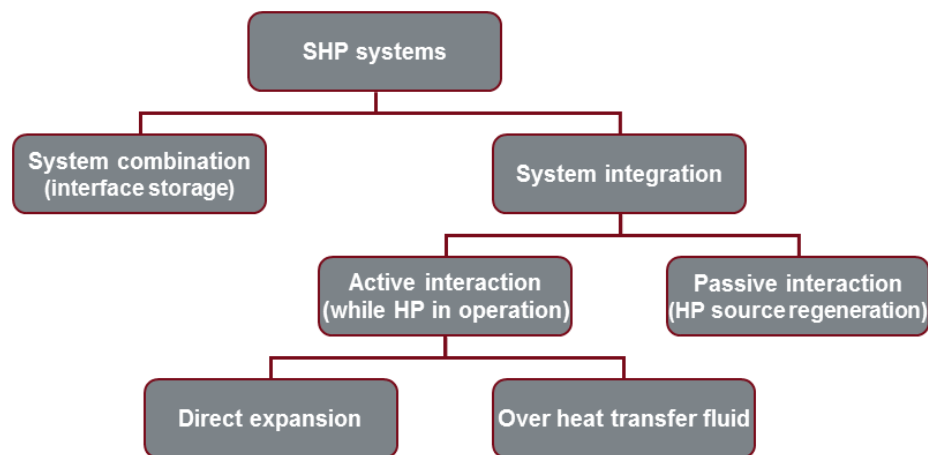 SHP systems
System combination
(interface storage)
System integration
Active interaction
(while HP in operation)
Passive interaction
(HP source regeneration)
Direct expansion
Over heat transfer fluid